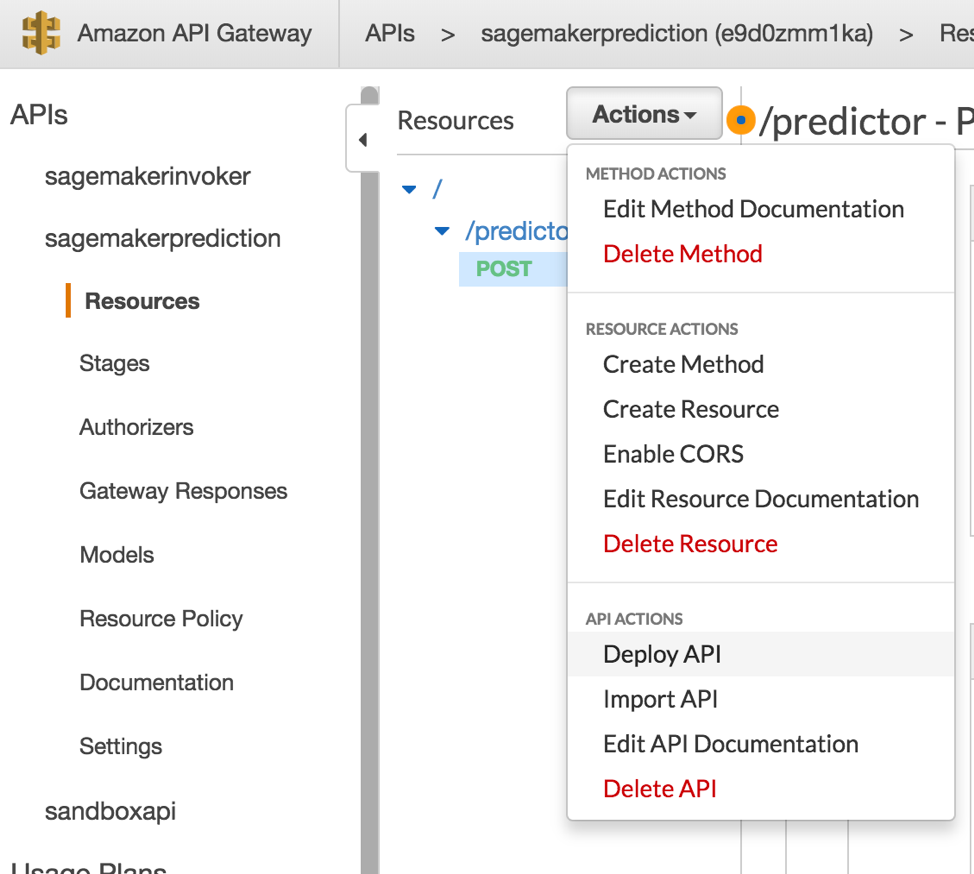 Amazon API Gateway
APIs > sagemakerprediction (e9d0zmm1ka) > Res
APIs
sagemakerinvoker
sagemakerprediction
Resources
Stages
Authorizers
Gateway Responses
Models
Resource Policy
Documentation
Settings
sandboxapi
Usage Plans
Resources
Actions
/predictor - P
/
/predicto
POST
METHOD ACTIONS
Edit Method Documentation
Delete Method
RESOURCE ACTIONS
Create Method
Create Resource
Enable CORS
Edit Resource Documentation
Delete Resource
API ACTIONS
Deploy API
Import API
Edit API Documentation
Delete API